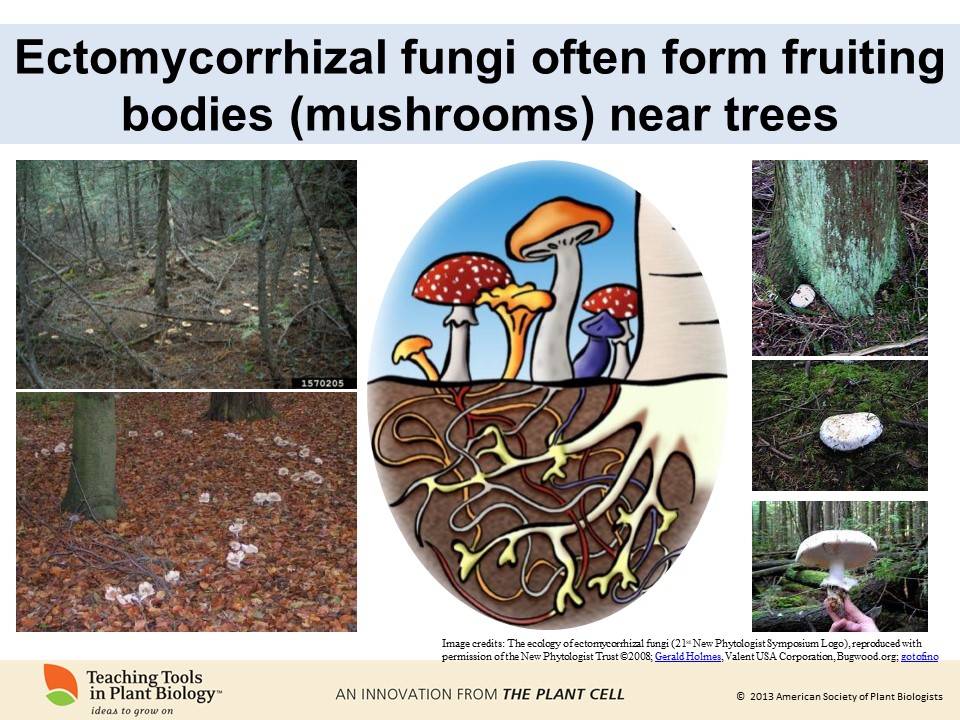 Ectomycorrhizal fungi often form fruiting
bodies (mushrooms) near trees
1570205
Image credits: The ecology of ectomycorrhizal fungi (21st New Phytologist Symposium Logo), reproduced with
permission of the New Phytologist Trust ©2008; Gerald Holmes, Valent USA Corporation, Bugwood.org; gotofino
Teaching Tools
in Plant Biology™
ideas to grow on
AN INNOVATION FROM THE PLANT CELL
© 2013 American Society of Plant Biologists